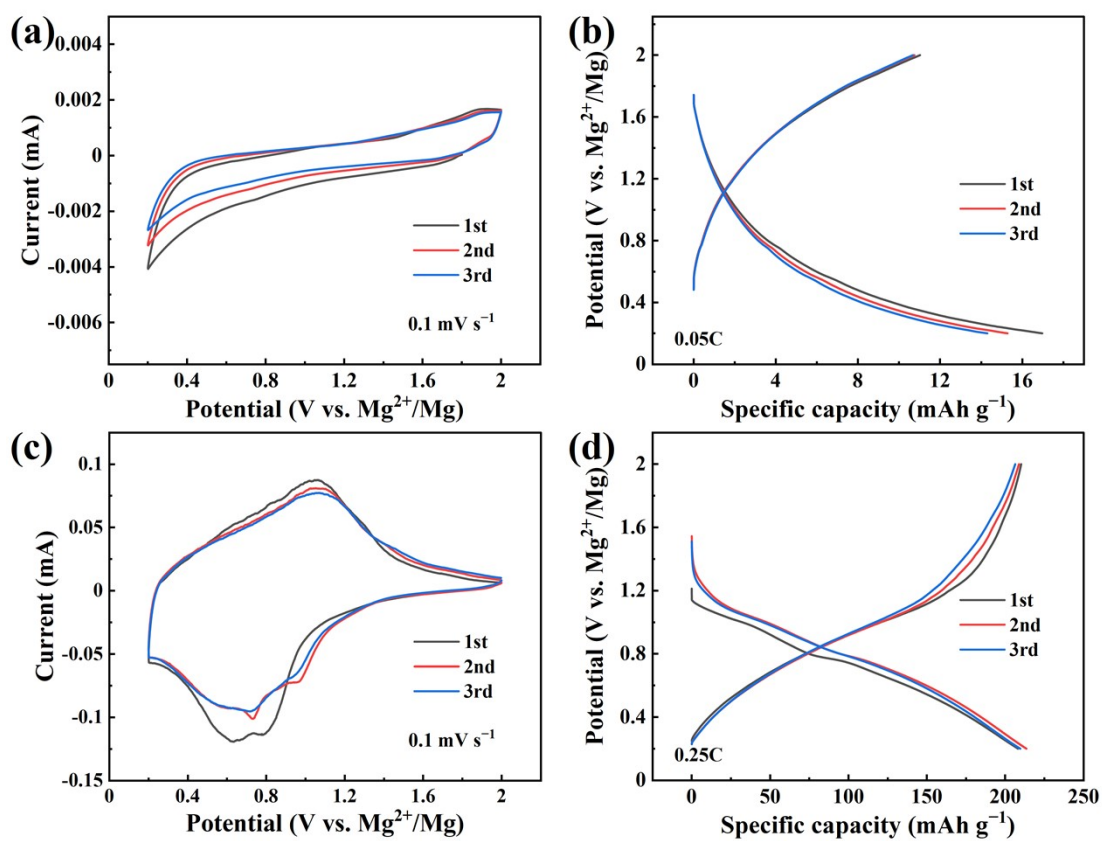 (a)
0.004
0.002
0
-0.002
-0.004
-0.006
Current (mA)
1st
2nd
3rd
0.1 mV s⁻¹
0 0.4 0.8 1.2 1.6 2
Potential (V vs. Mg²⁺/Mg)
(b)
2
1.6
1.2
0.8
0.4
0
Potential (V vs. Mg²⁺/Mg)
1st
2nd
3rd
0.05C
0 4 8 12 16
Specific capacity (mAh g⁻¹)
(c)
0.1
0.05
0
-0.05
-0.1
-0.15
Current (mA)
1st
2nd
3rd
0.1 mV s⁻¹
0 0.4 0.8 1.2 1.6 2
Potential (V vs. Mg²⁺/Mg)
(d)
2
1.6
1.2
0.8
0.4
0
Potential (V vs. Mg²⁺/Mg)
1st
2nd
3rd
0.25C
0 50 100 150 200 250
Specific capacity (mAh g⁻¹)